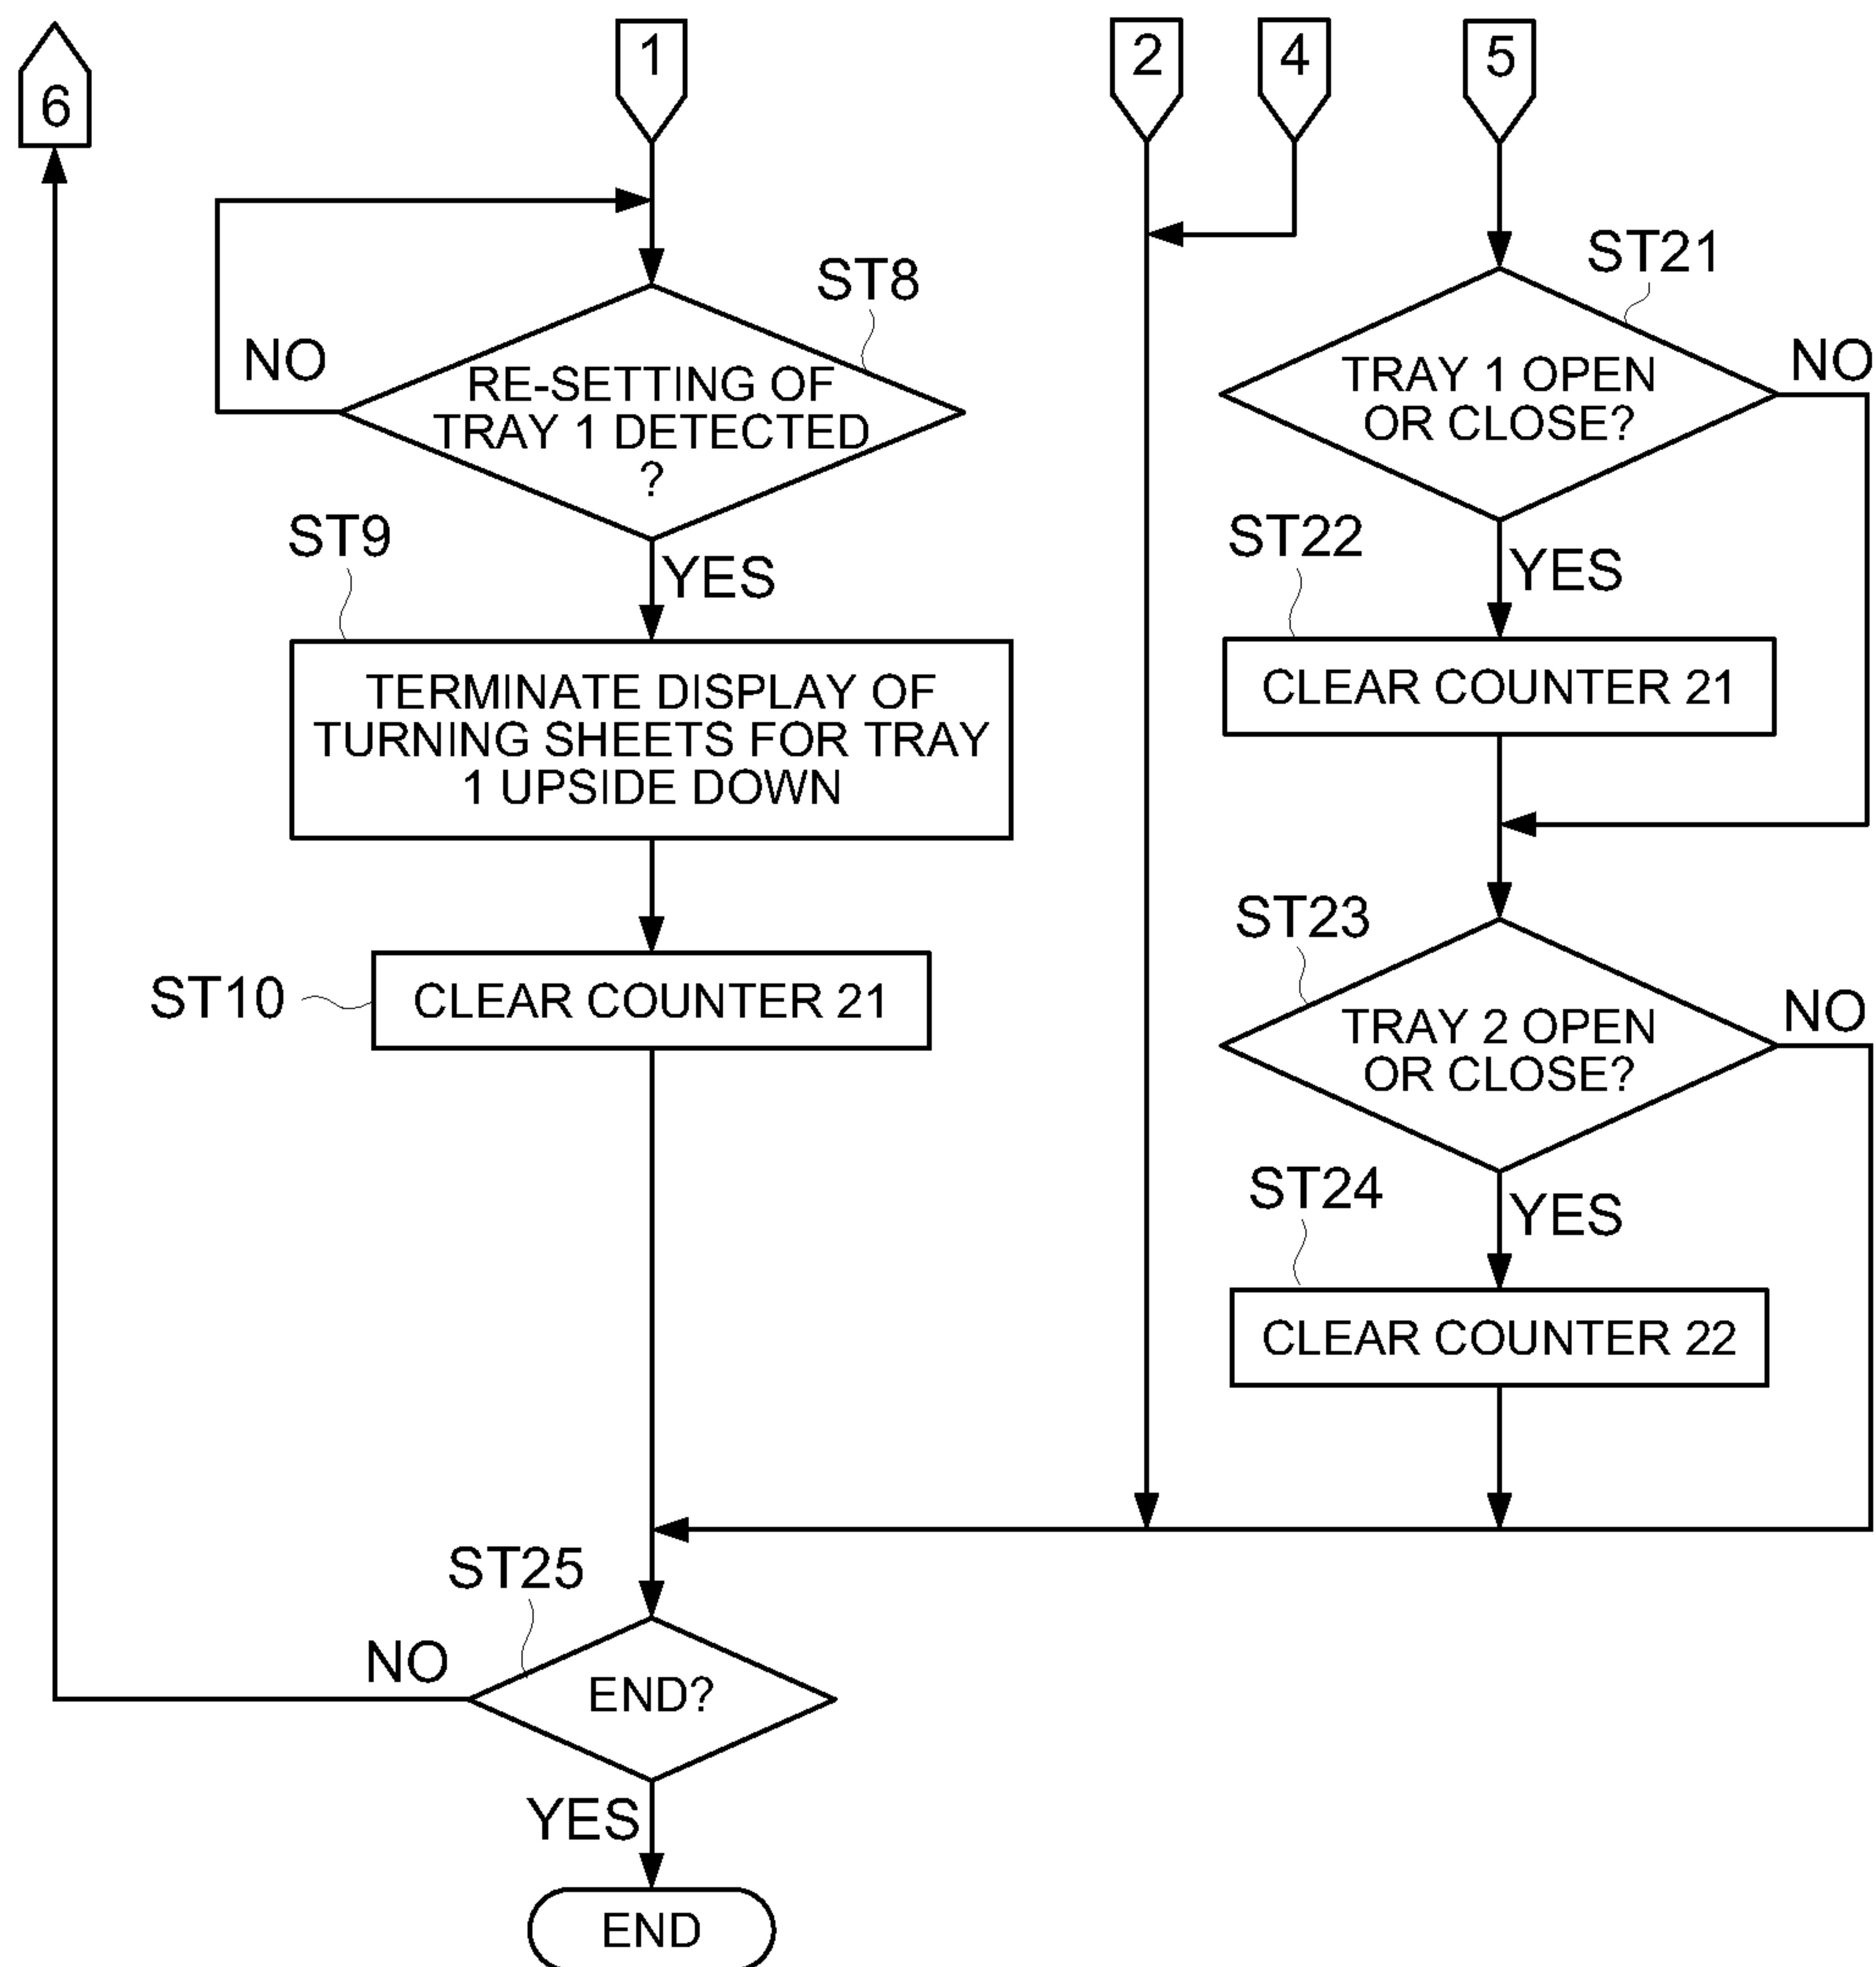 6
1
2
4
5
ST8
NO
RE-SETTING OF
TRAY 1 DETECTED
?
YES
ST9
TERMINATE DISPLAY OF
TURNING SHEETS FOR TRAY
1 UPSIDE DOWN
ST10
CLEAR COUNTER 21
ST21
TRAY 1 OPEN
OR CLOSE?
NO
YES
ST22
CLEAR COUNTER 21
ST23
TRAY 2 OPEN
OR CLOSE?
NO
YES
ST24
CLEAR COUNTER 22
ST25
NO
END?
YES
END